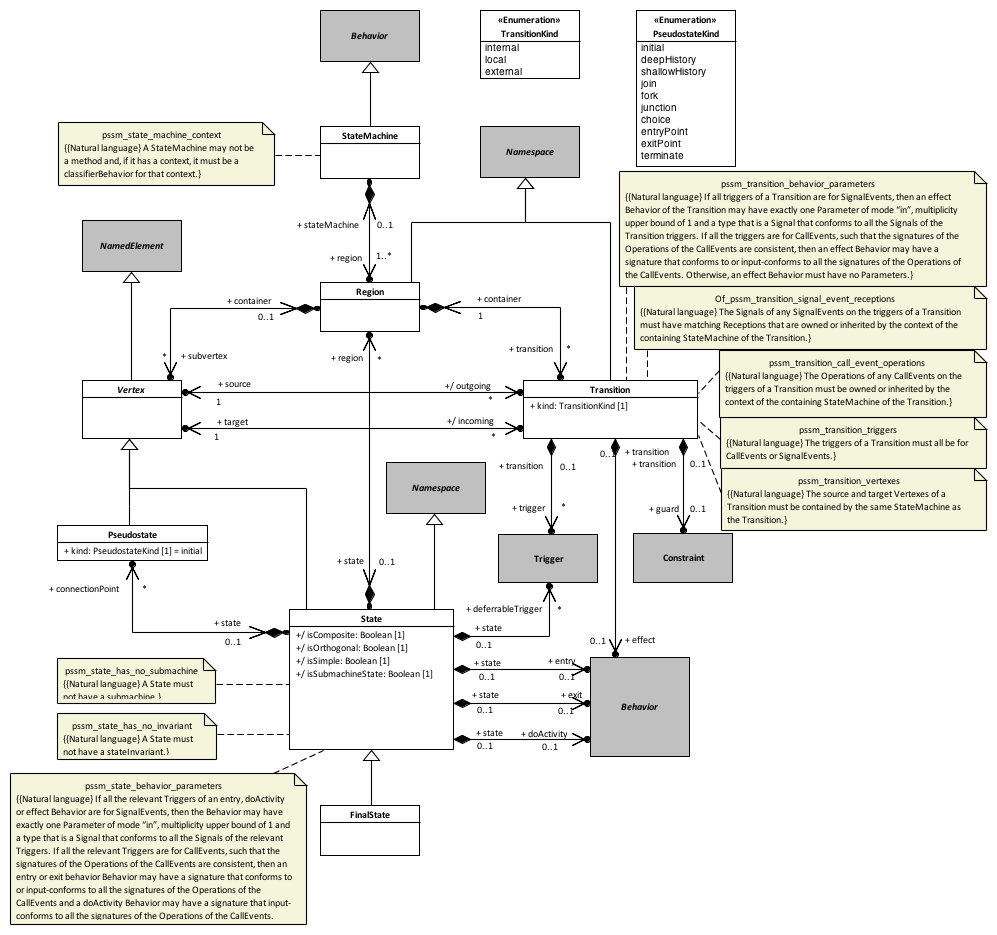 Behavior
«Enumeration»
TransitionKind
internal
local
external
«Enumeration»
PseudostateKind
initial
deepHistory
shallowHistory
join
fork
junction
choice
entryPoint
exitPoint
terminate
pssm_state_machine_context
{{Natural language} A StateMachine may not be
a method and, if it has a context, it must be a
classifierBehavior for that context.}
StateMachine
Namespace
pssm_transition_behavior_parameters
{{Natural language} If all triggers of a Transition are for SignalEvents, then an effect
Behavior of the Transition may have exactly one Parameter of mode “in”, multiplicity
upper bound of 1 and a type that is a Signal that conforms to all the Signals of the
Transition triggers. If all the triggers are for CallEvents, such that the signatures of the
Operations of the CallEvents are consistent, then an effect Behavior may have a
signature that conforms to or input-conforms to all the signatures of the Operations of
the CallEvents. Otherwise, an effect Behavior must have no Parameters.}
+ stateMachine
0..1
NamedElement
+ region
1..*
Region
Of_pssm_transition_signal_event_receptions
{{Natural language} The Signals of any SignalEvents on the triggers of a Transition
must have matching Receptions that are owned or inherited by the context of the
containing StateMachine of the Transition.}
+ container
0..1
+ container
1
* + subvertex
+ region *
+ transition *
pssm_transition_call_event_operations
{{Natural language} The Operations of any CallEvents on the
triggers of a Transition must be owned or inherited by the
context of the containing StateMachine of the Transition.}
Vertex
+ source
1
+/ outgoing
*
Transition
+ kind: TransitionKind [1]
+ target
1
+/ incoming
*
pssm_transition_triggers
{{Natural language} The triggers of a Transition must all be for
CallEvents or SignalEvents.}
+ transition
0..1
0..1
+ transition
+ transition
0..1
pssm_transition_vertexes
{{Natural language} The source and target Vertexes of a
Transition must be contained by the same StateMachine as
the Transition.}
Namespace
+ trigger *
+ guard 0..1
Pseudostate
+ kind: PseudostateKind [1] = initial
Trigger
Constraint
+ connectionPoint *
+ state 0..1
+ deferrableTrigger *
+ state
0..1
State
+/ isComposite: Boolean [1]
+/ isOrthogonal: Boolean [1]
+/ isSimple: Boolean [1]
+/ isSubmachineState: Boolean [1]
+ state
0..1
0..1 + effect
+ state
0..1
+ entry
0..1
+ state
0..1
+ exit
0..1
+ state
0..1
+ doActivity
0..1
Behavior
pssm_state_has_no_submachine
{{Natural language} A State must
not have a submachine.}
pssm_state_has_no_invariant
{{Natural language} A State must
not have a stateInvariant.}
pssm_state_behavior_parameters
{{Natural language} If all the relevant Triggers of an entry, doActivity
or effect Behavior are for SignalEvents, then the Behavior may have
exactly one Parameter of mode “in”, multiplicity upper bound of 1 and
a type that is a Signal that conforms to all the Signals of the relevant
Triggers. If all the relevant Triggers are for CallEvents, such that the
signatures of the Operations of the CallEvents are consistent, then an
entry or exit behavior Behavior may have a signature that conforms to
or input-conforms to all the signatures of the Operations of the
CallEvents and a doActivity Behavior may have a signature that input-
conforms to all the signatures of the Operations of the CallEvents.
FinalState